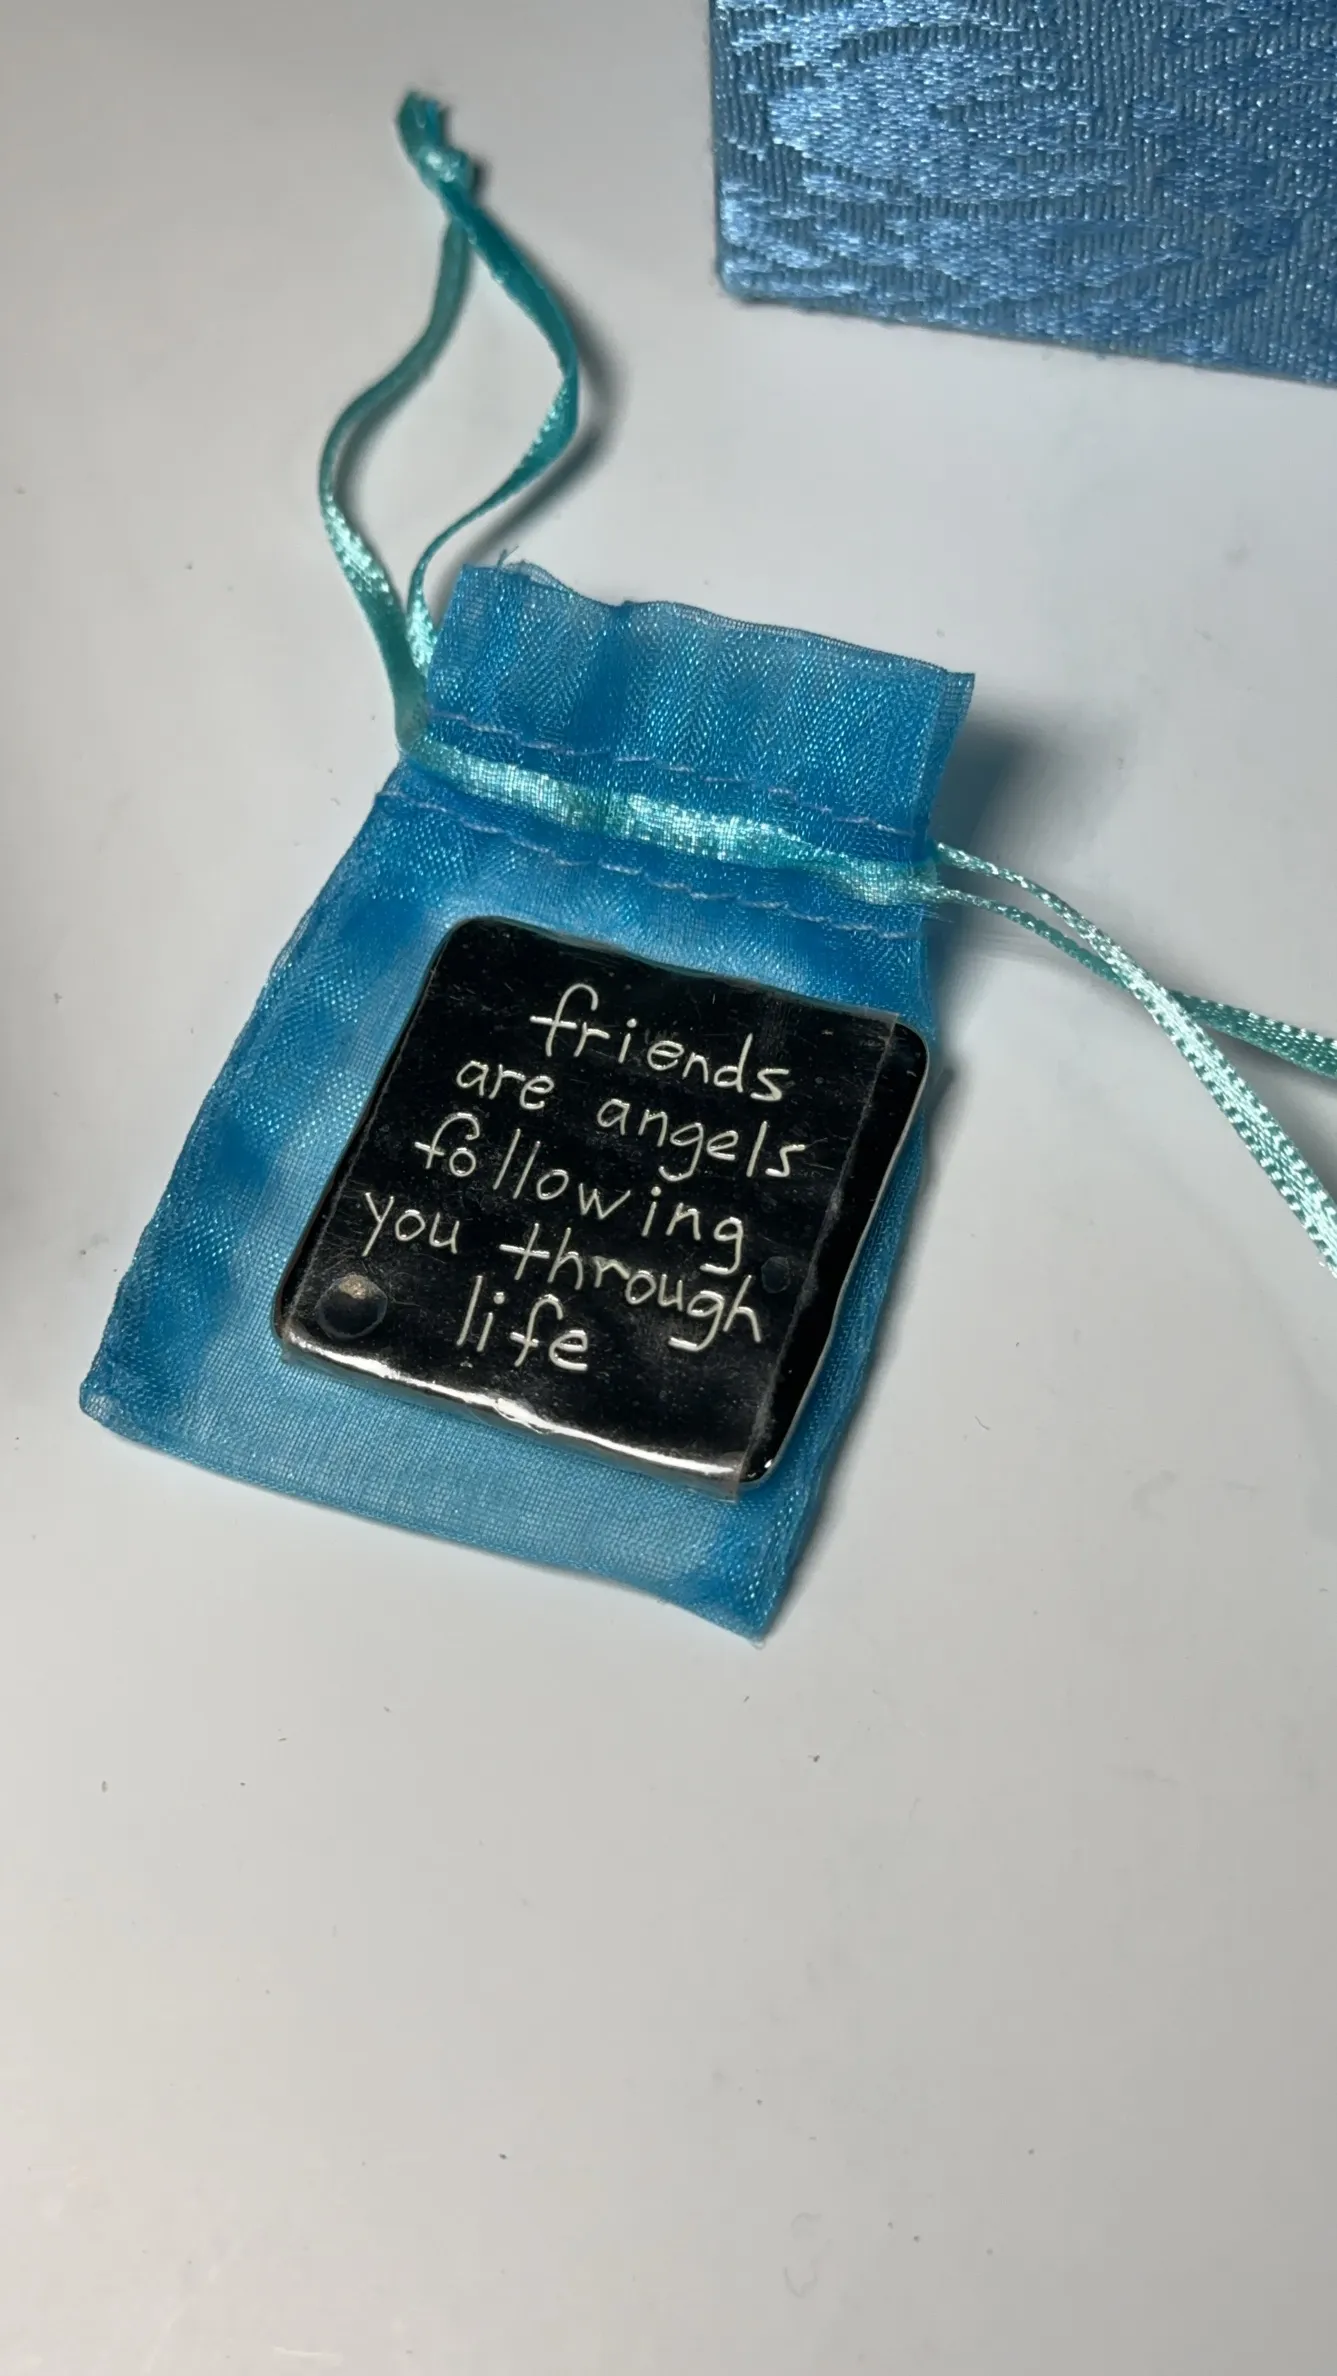 friends
are angels
following
you through
life